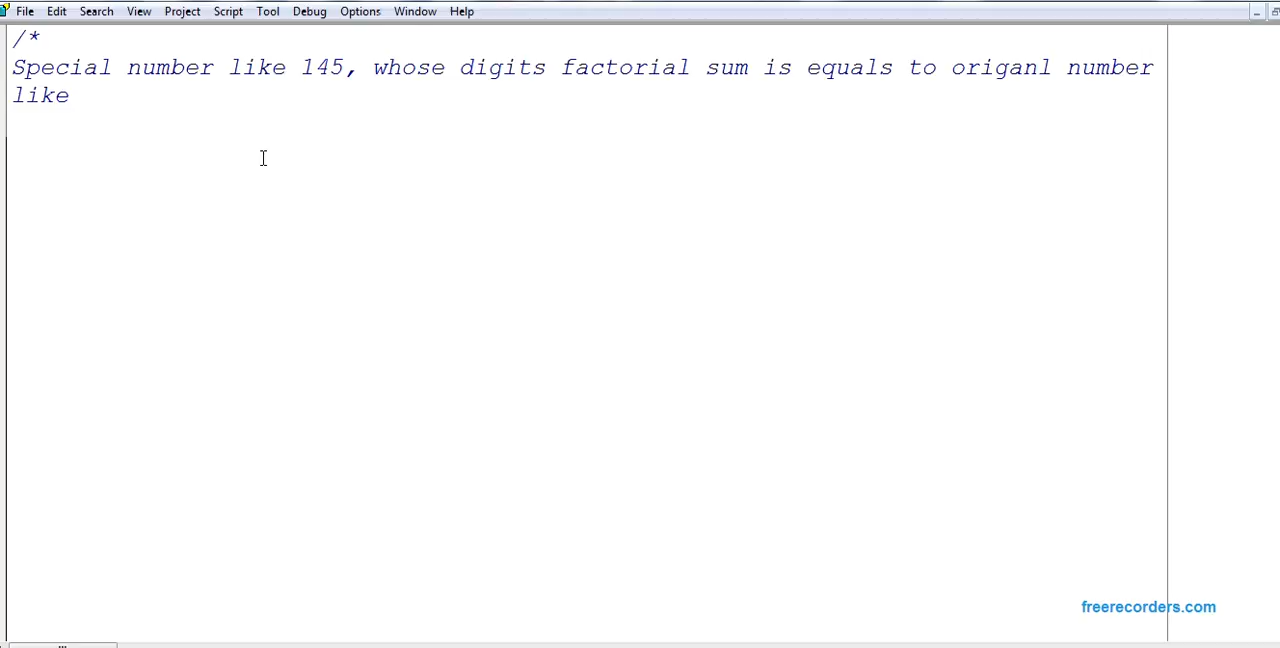 File Edit Search View Project Script Tool Debug Options Window Help
/*
Special number like 145, whose digits factorial sum is equals to origanl number
like
freerecorders.com